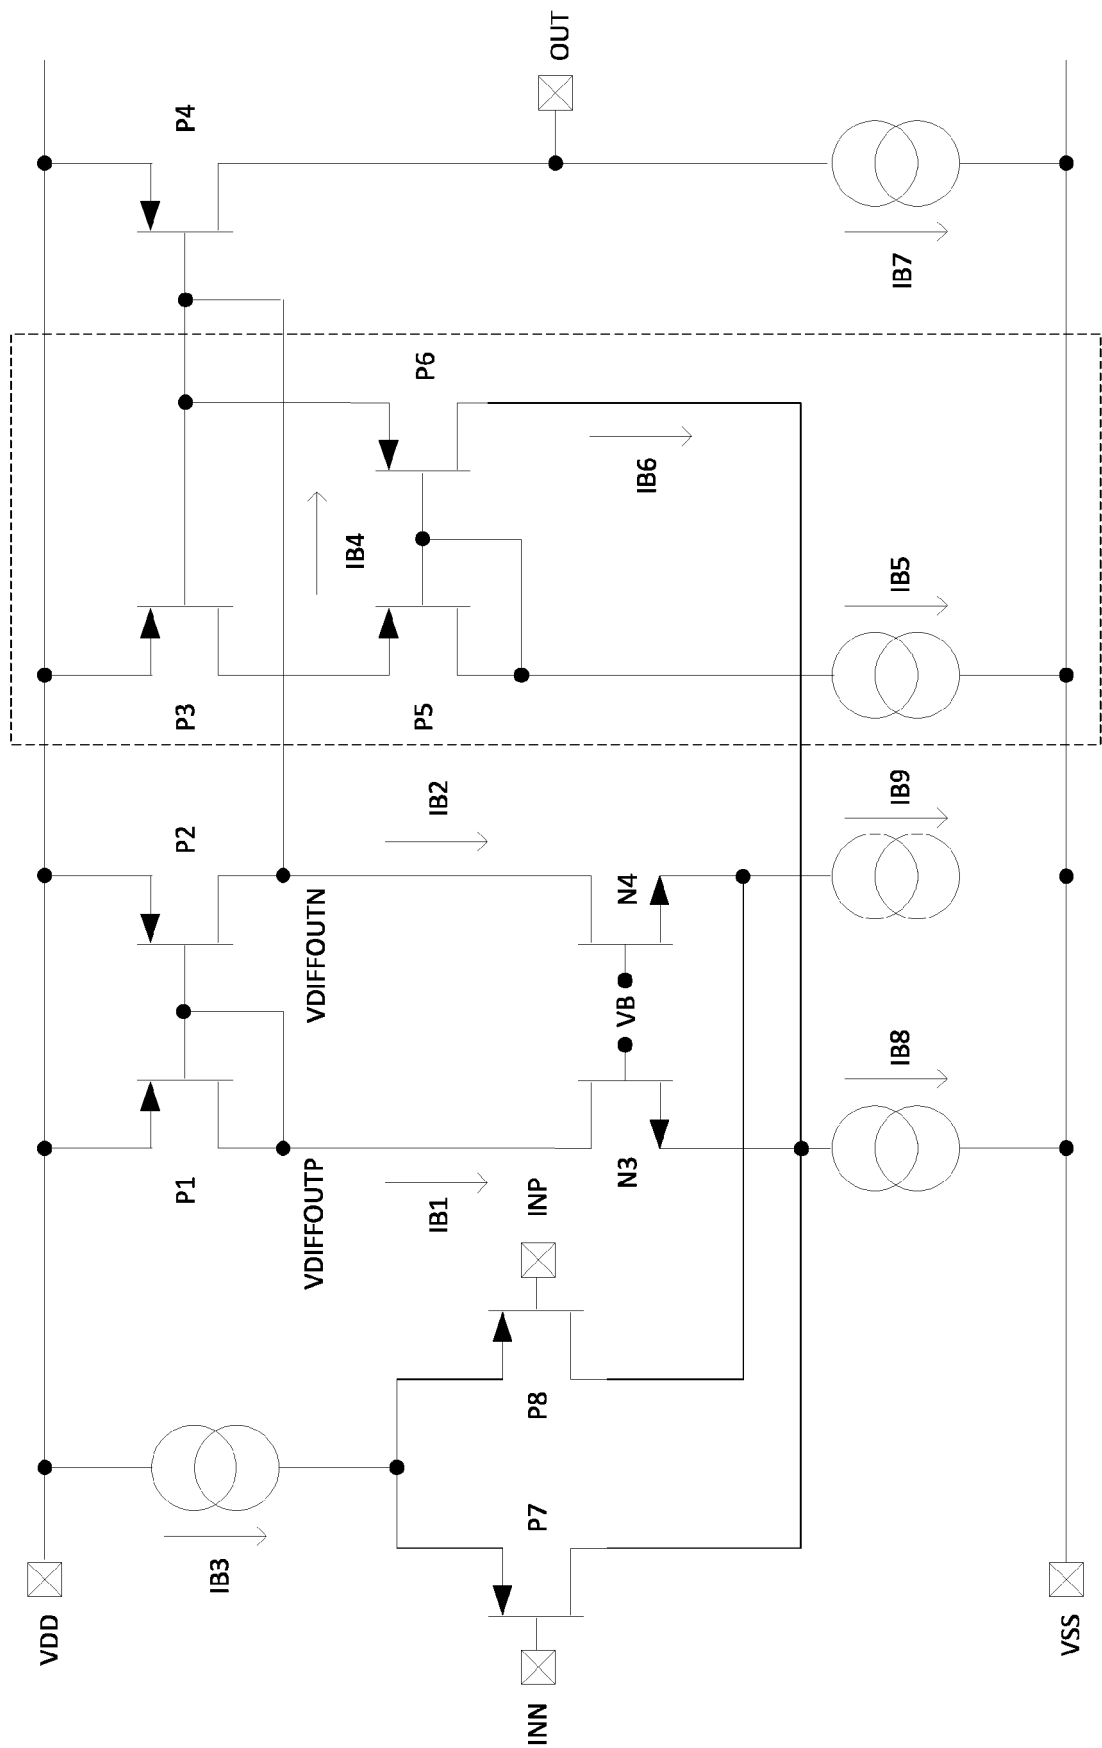 VDD
IB3
INN
P7
P8
INP
P1
P2
VDIFFOUTP
VDIFFOUTN
IB1
IB2
N3
VB
N4
IB8
IB9
P3
P5
IB4
P6
IB6
IB5
P4
OUT
IB7
VSS